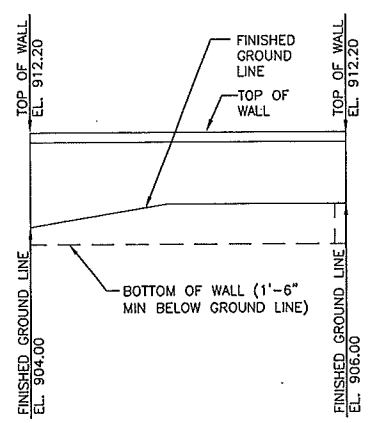 TOP OF WALL
EL. 912.20
FINISHED
GROUND
LINE
TOP OF
WALL
TOP OF WALL
EL. 912.20
BOTTOM OF WALL (1'-6"
MIN BELOW GROUND LINE)
FINISHED GROUND LINE
EL. 904.00
FINISHED GROUND LINE
EL. 906.00